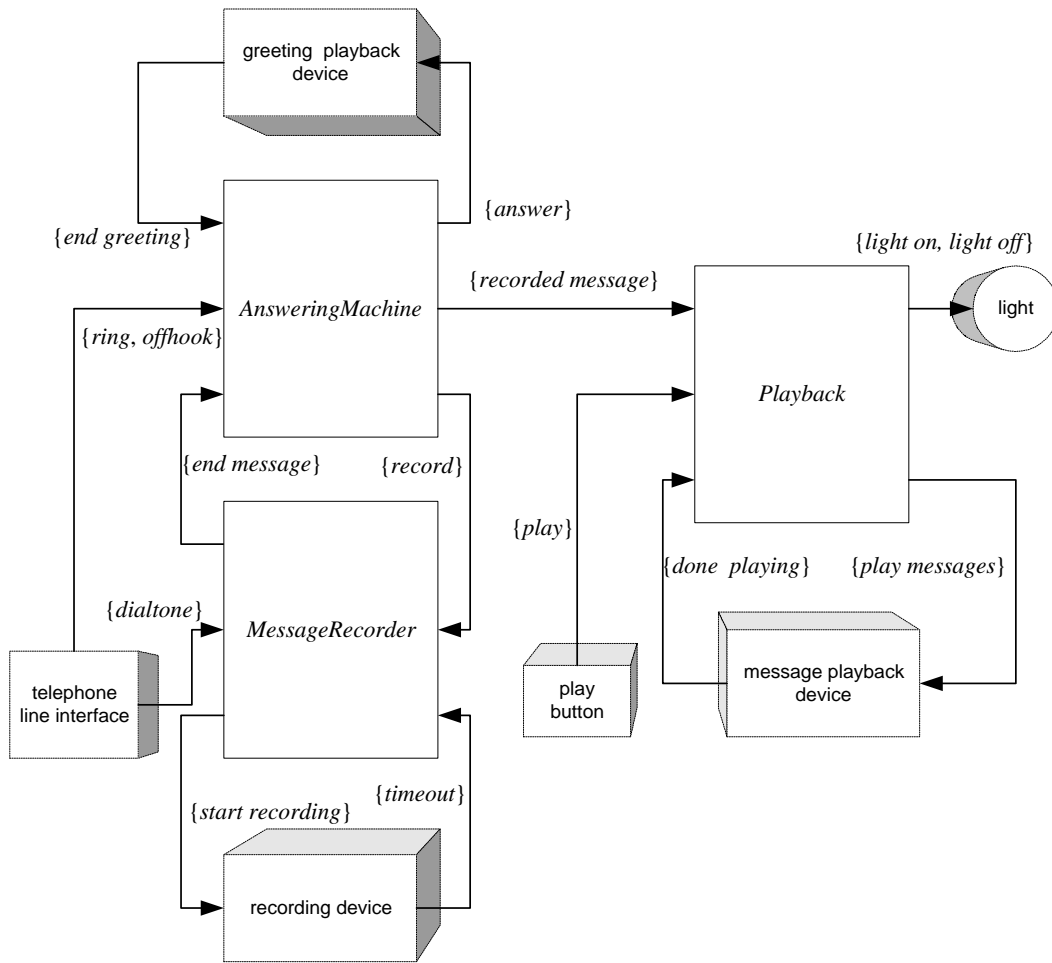 greeting playback
device
{answer}
{end greeting}
{light on, light off}
{recorded message}
AnsweringMachine
light
{ring, offhook}
Playback
{end message}
{record}
{play}
{done playing}
{play messages}
{dialtone}
MessageRecorder
telephone
line interface
play
button
message playback
device
{timeout}
{start recording}
recording device